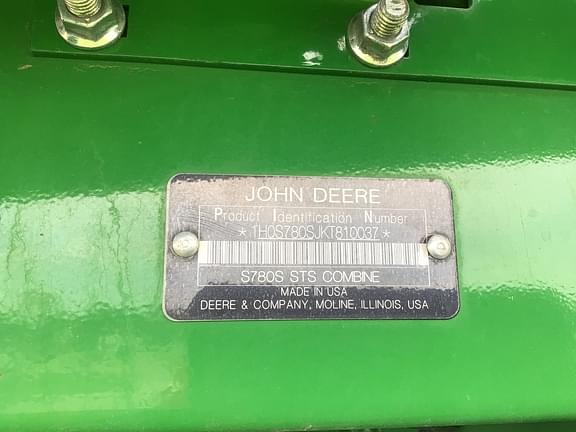 JOHN DEERE
Product Identification Number
*1H0S780SJKT810037*
S780S STS COMBINE
MADE IN USA
DEERE & COMPANY, MOLINE, ILLINOIS, USA